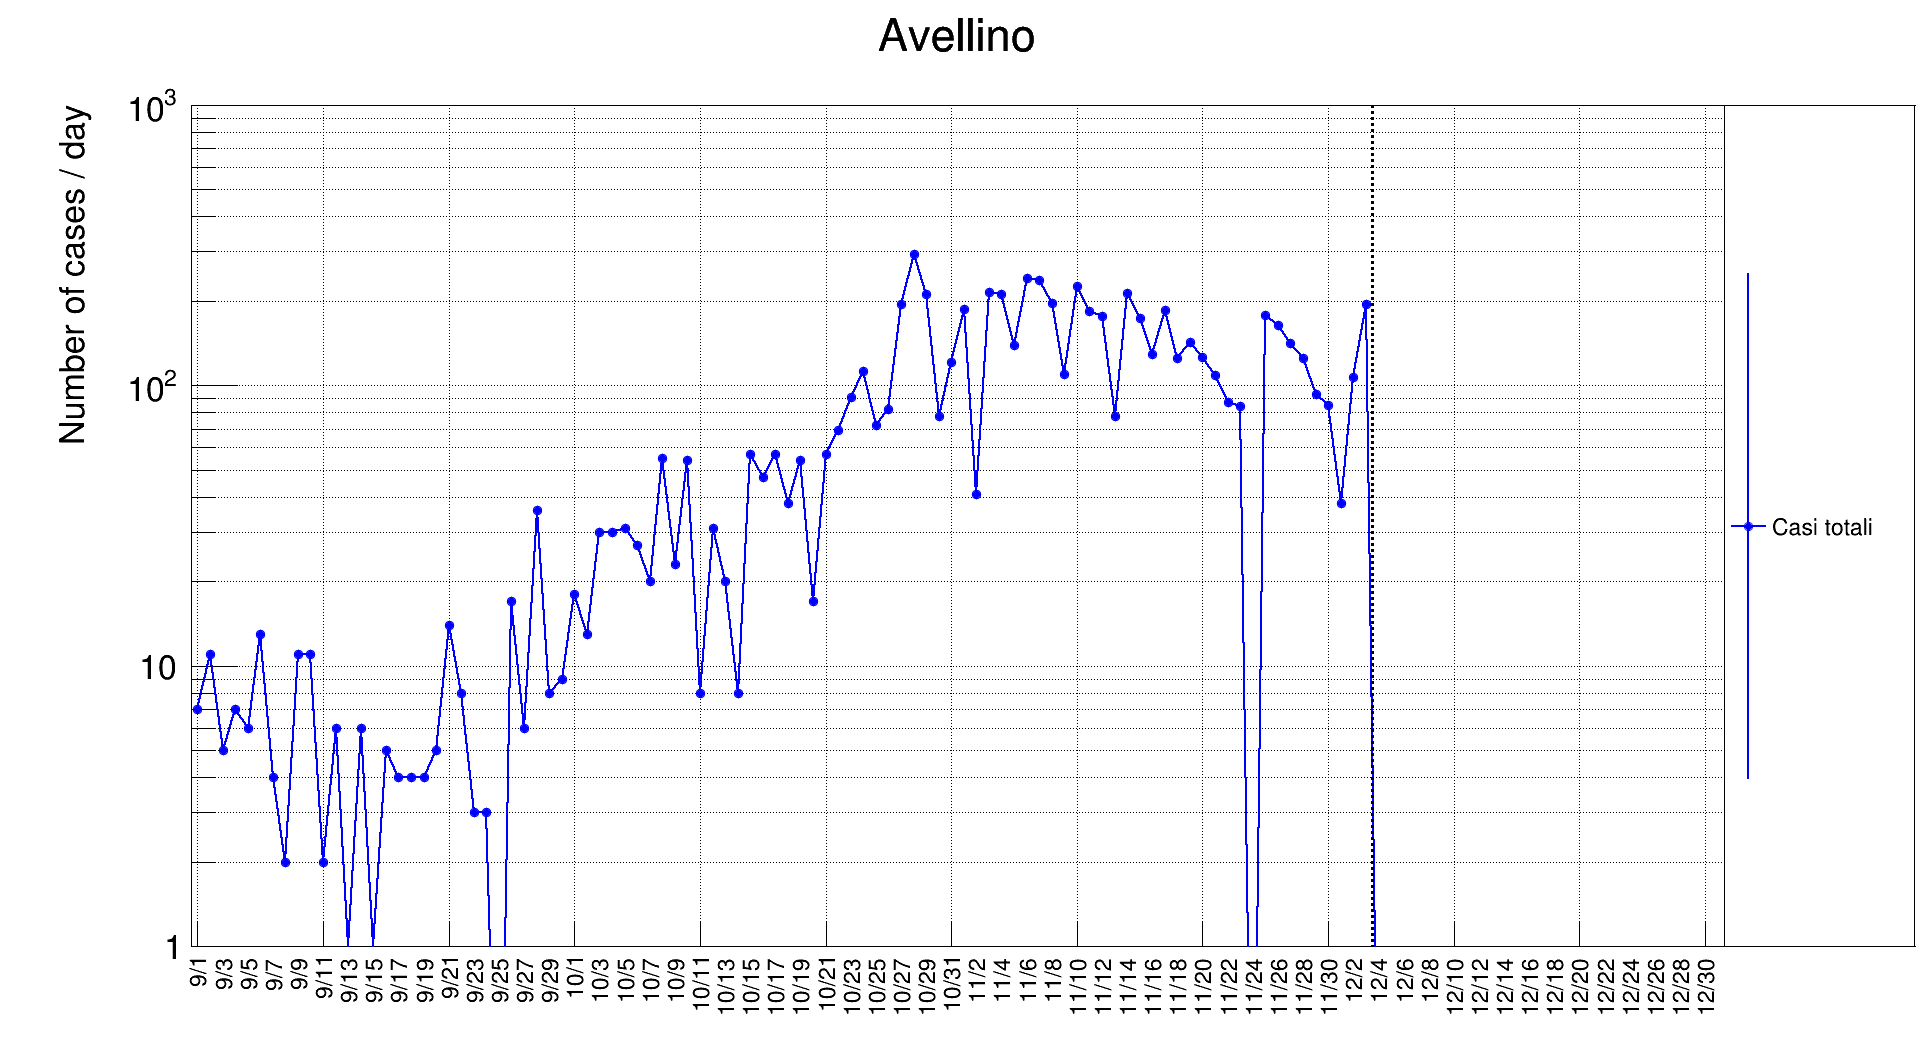 Avellino
Number of cases / day
10³
10²
10
1
9/1 9/3 9/5 9/7 9/9 9/11 9/13 9/15 9/17 9/19 9/21 9/23 9/25 9/27 9/29 10/1 10/3 10/5 10/7 10/9 10/11 10/13 10/15 10/17 10/19 10/21 10/23 10/25 10/27 10/29 10/31 11/2 11/4 11/6 11/8 11/10 11/12 11/14 11/16 11/18 11/20 11/22 11/24 11/26 11/28 11/30 12/2 12/4 12/6 12/8 12/10 12/12 12/14 12/16 12/18 12/20 12/22 12/24 12/26 12/28 12/30
Casi totali